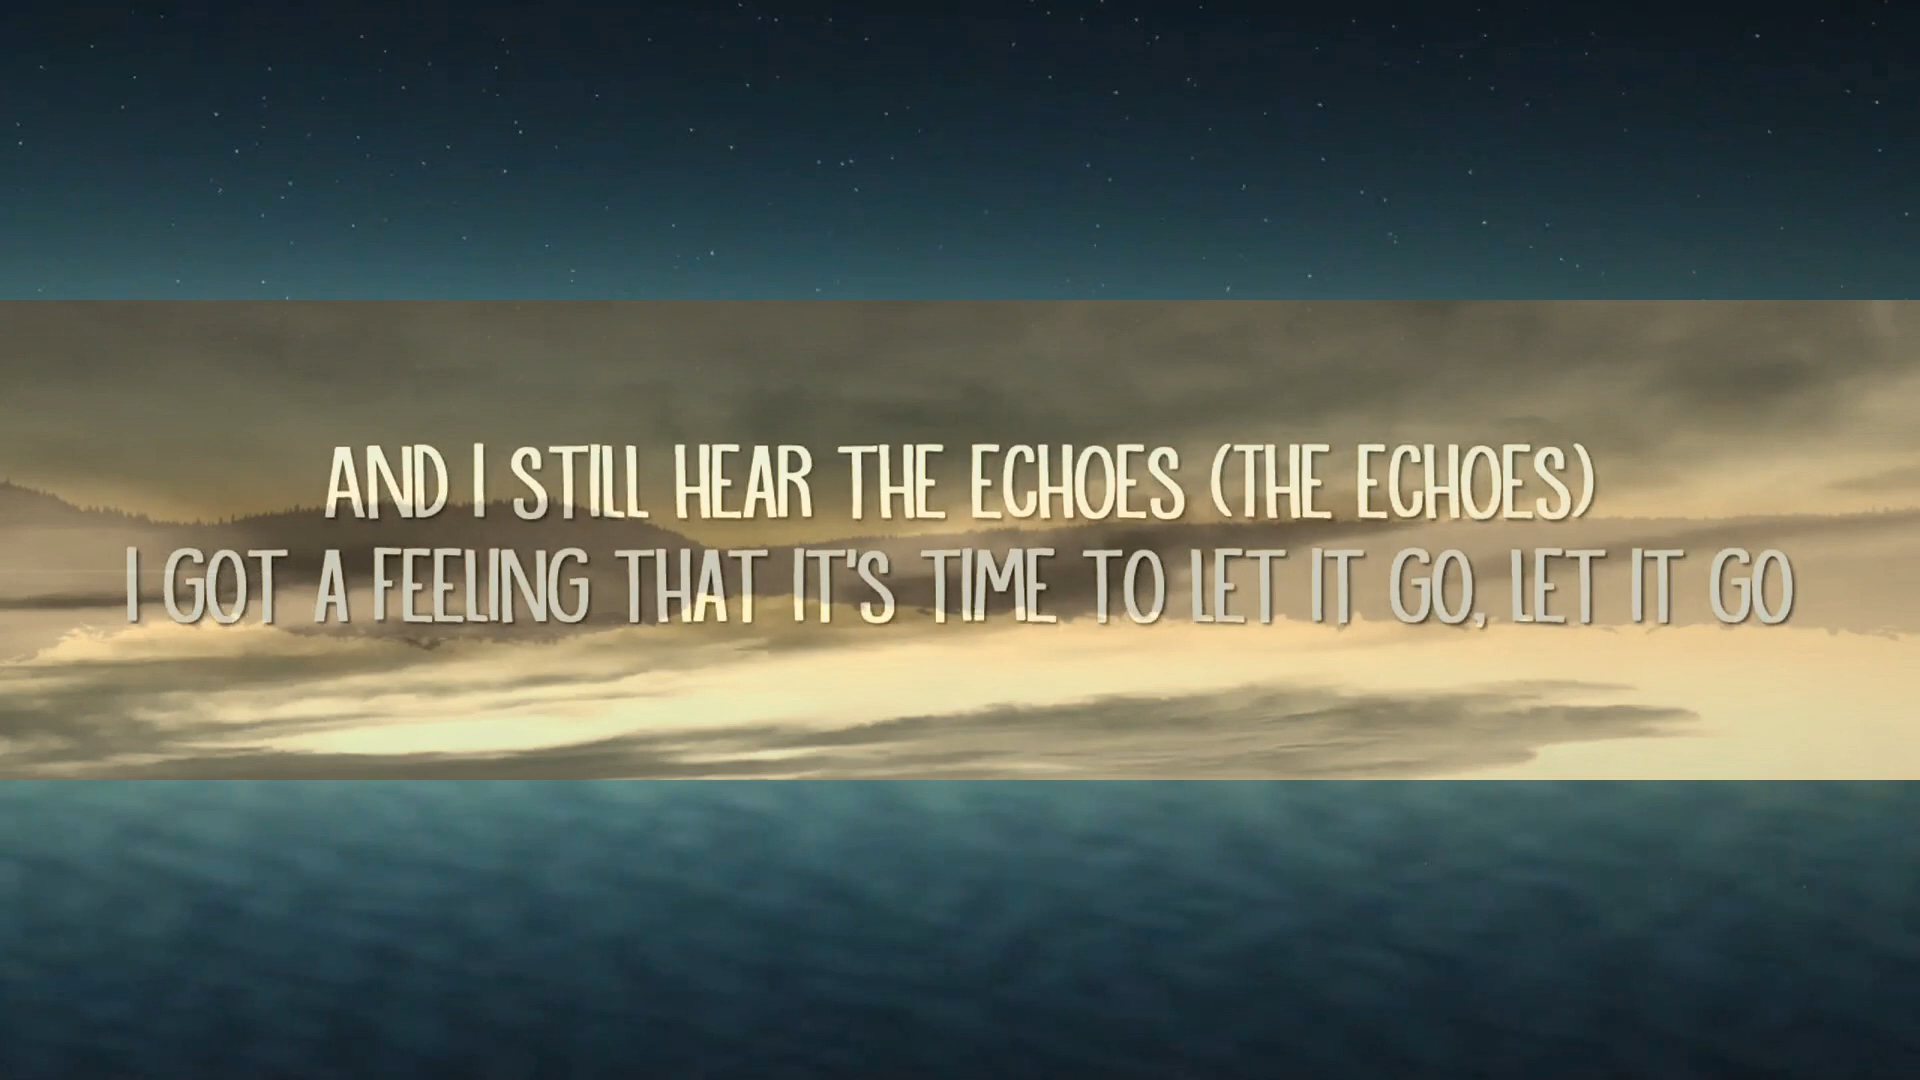 AND I STILL HEAR THE ECHOES (THE ECHOES)
I GOT A FEELING THAT IT'S TIME TO LET IT GO, LET IT GO